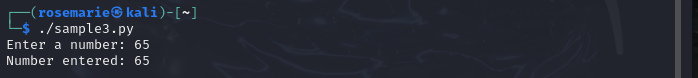 ┌──(rosemarie㉿kali)-[~]
└─$ ./sample3.py
Enter a number: 65
Number entered: 65